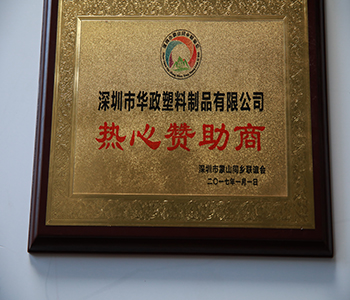 深圳市华政塑料制品有限公司
热心赞助商
深圳市蒙山同乡联谊会
二〇一七年一月一日